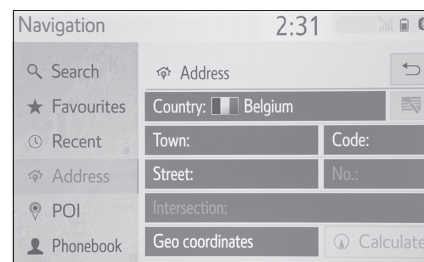 Navigation 2:31
Search
Favourites
Recent
Address
POI
Phonebook
Address
Country: Belgium
Town: Code:
Street: No.:
Intersection:
Geo coordinates Calculate